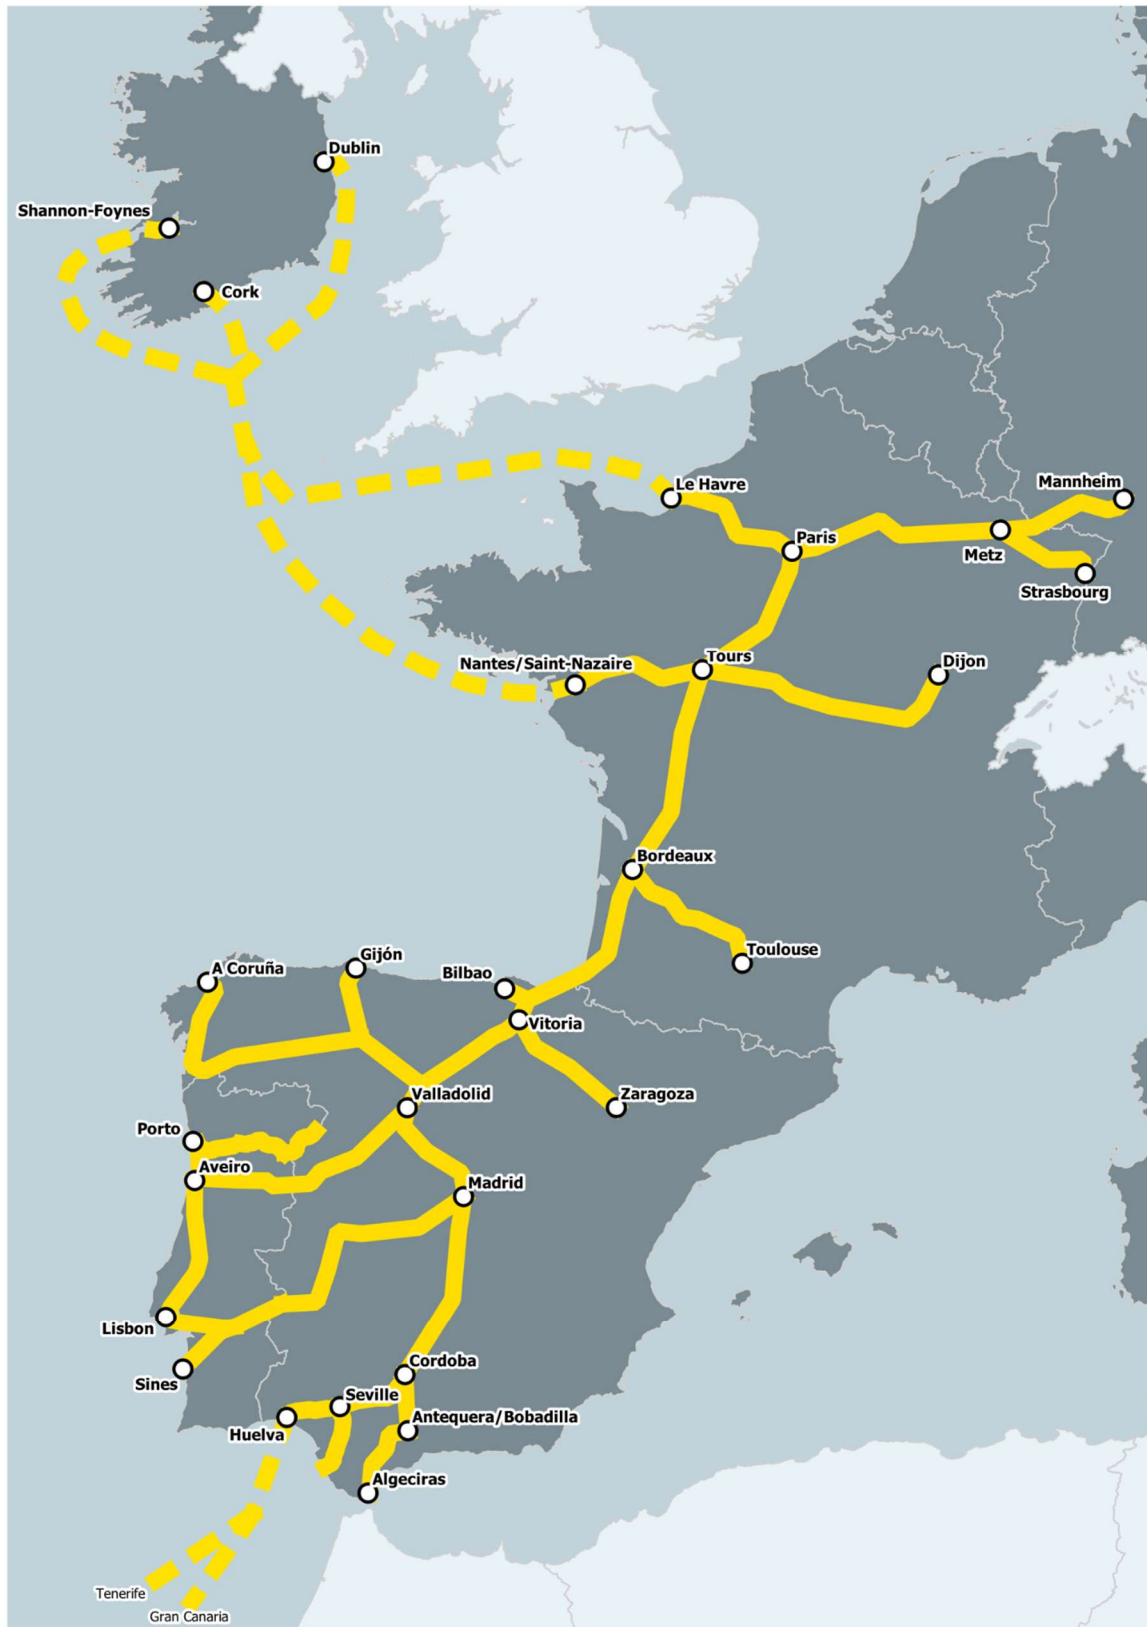 Dublin
Shannon-Foynes
Cork
Le Havre
Mannheim
Paris
Metz
Strasbourg
Nantes/Saint-Nazaire
Tours
Dijon
Bordeaux
Toulouse
A Coruña
Gijón
Bilbao
Vitoria
Valladolid
Zaragoza
Porto
Aveiro
Madrid
Lisbon
Sines
Cordoba
Seville
Huelva
Antequera/Bobadilla
Algeciras
Tenerife
Gran Canaria